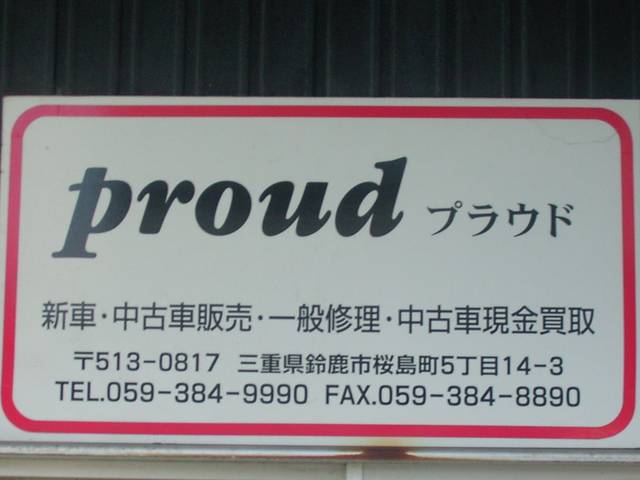 proud プラウド
新車・中古車販売・一般修理・中古車現金買取
〒513-0817 三重県鈴鹿市桜島町5丁目14-3
TEL.059-384-9990 FAX.059-384-8890